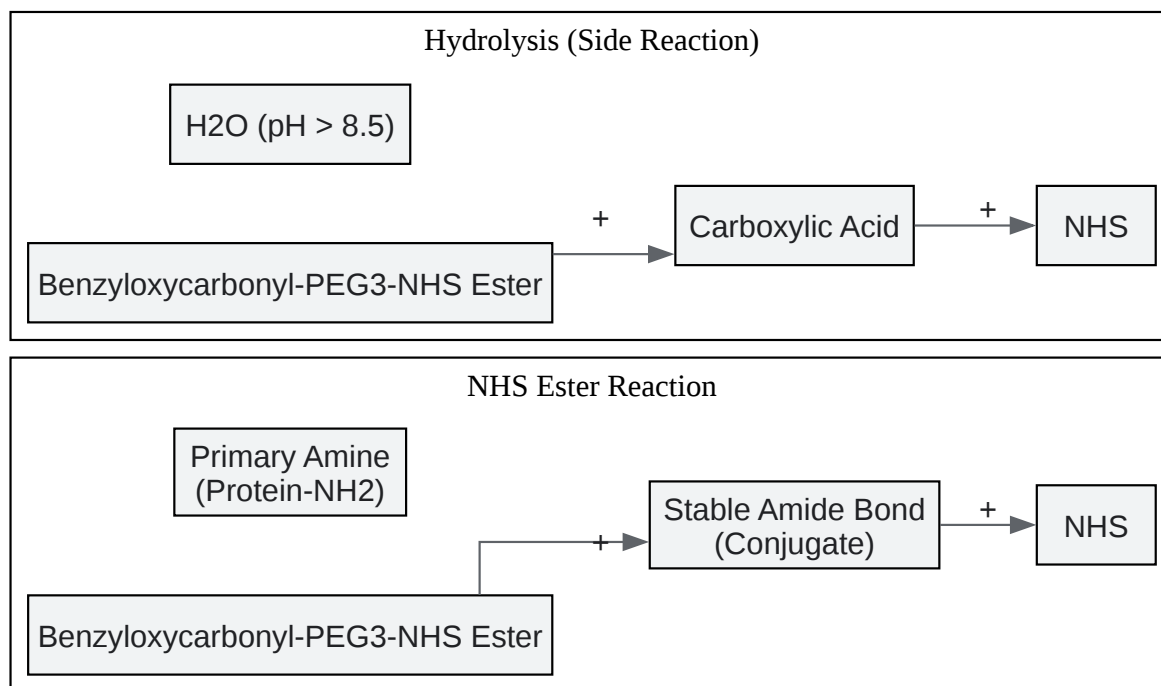 Hydrolysis (Side Reaction)
H2O (pH > 8.5)
+
Carboxylic Acid
+
NHS
Benzyloxycarbonyl-PEG3-NHS Ester
NHS Ester Reaction
Primary Amine
(Protein-NH2)
+
Stable Amide Bond
(Conjugate)
+
NHS
Benzyloxycarbonyl-PEG3-NHS Ester